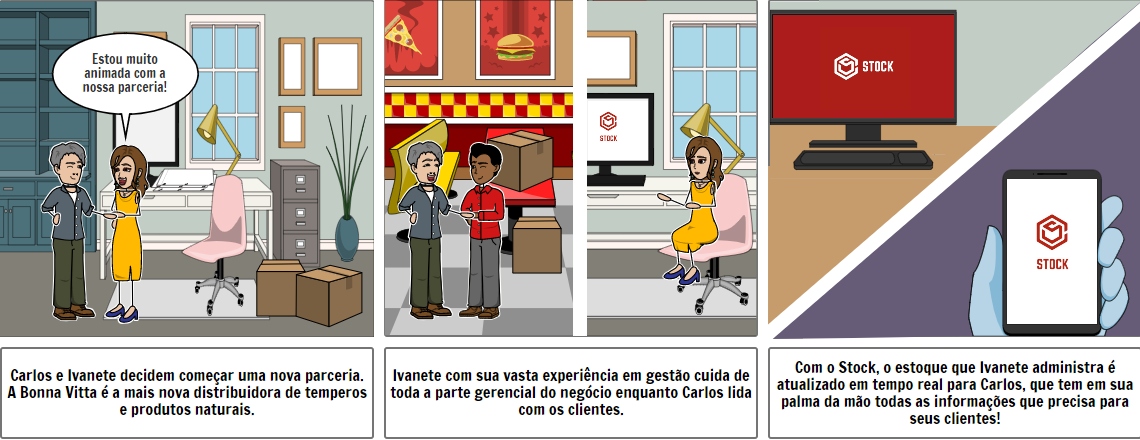 Estou muito
animada com a
nossa parceria!
STOCK
STOCK
STOCK
Carlos e Ivanete decidem começar uma nova parceria.
A Bonna Vitta é a mais nova distribuidora de temperos
e produtos naturais.
Ivanete com sua vasta experiência em gestão cuida de
toda a parte gerencial do negócio enquanto Carlos lida
com os clientes.
Com o Stock, o estoque que Ivanete administra é
atualizado em tempo real para Carlos, que tem em sua
palma da mão todas as informações que precisa para
seus clientes!